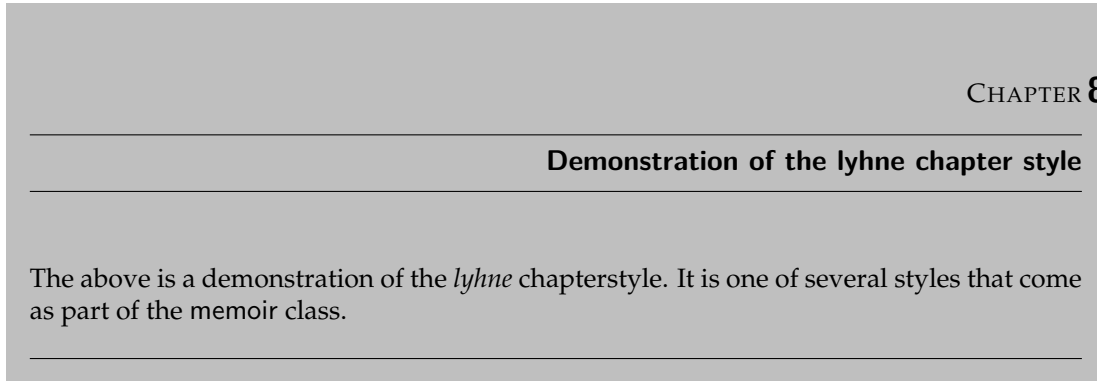 CHAPTER 8
Demonstration of the lyhne chapter style
The above is a demonstration of the lyhne chapterstyle. It is one of several styles that come
as part of the memoir class.